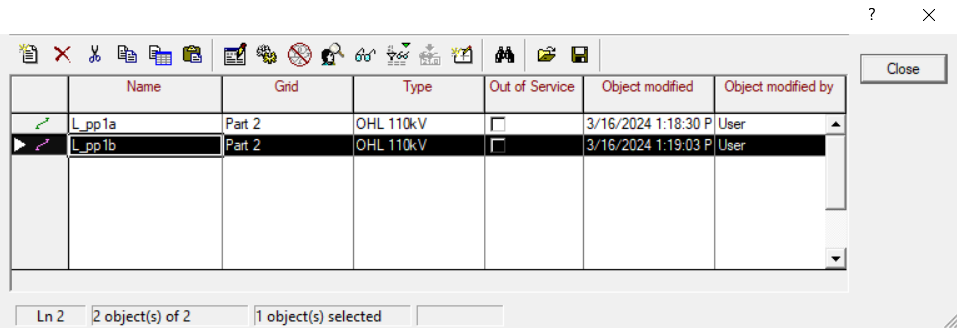 ?
Close
Name Grid Type Out of Service Object modified Object modified by
L_pp1a Part 2 OHL 110kV 3/16/2024 1:18:30 P User
L_pp1b Part 2 OHL 110kV 3/16/2024 1:19:03 P User
Ln 2 2 object(s) of 2 1 object(s) selected